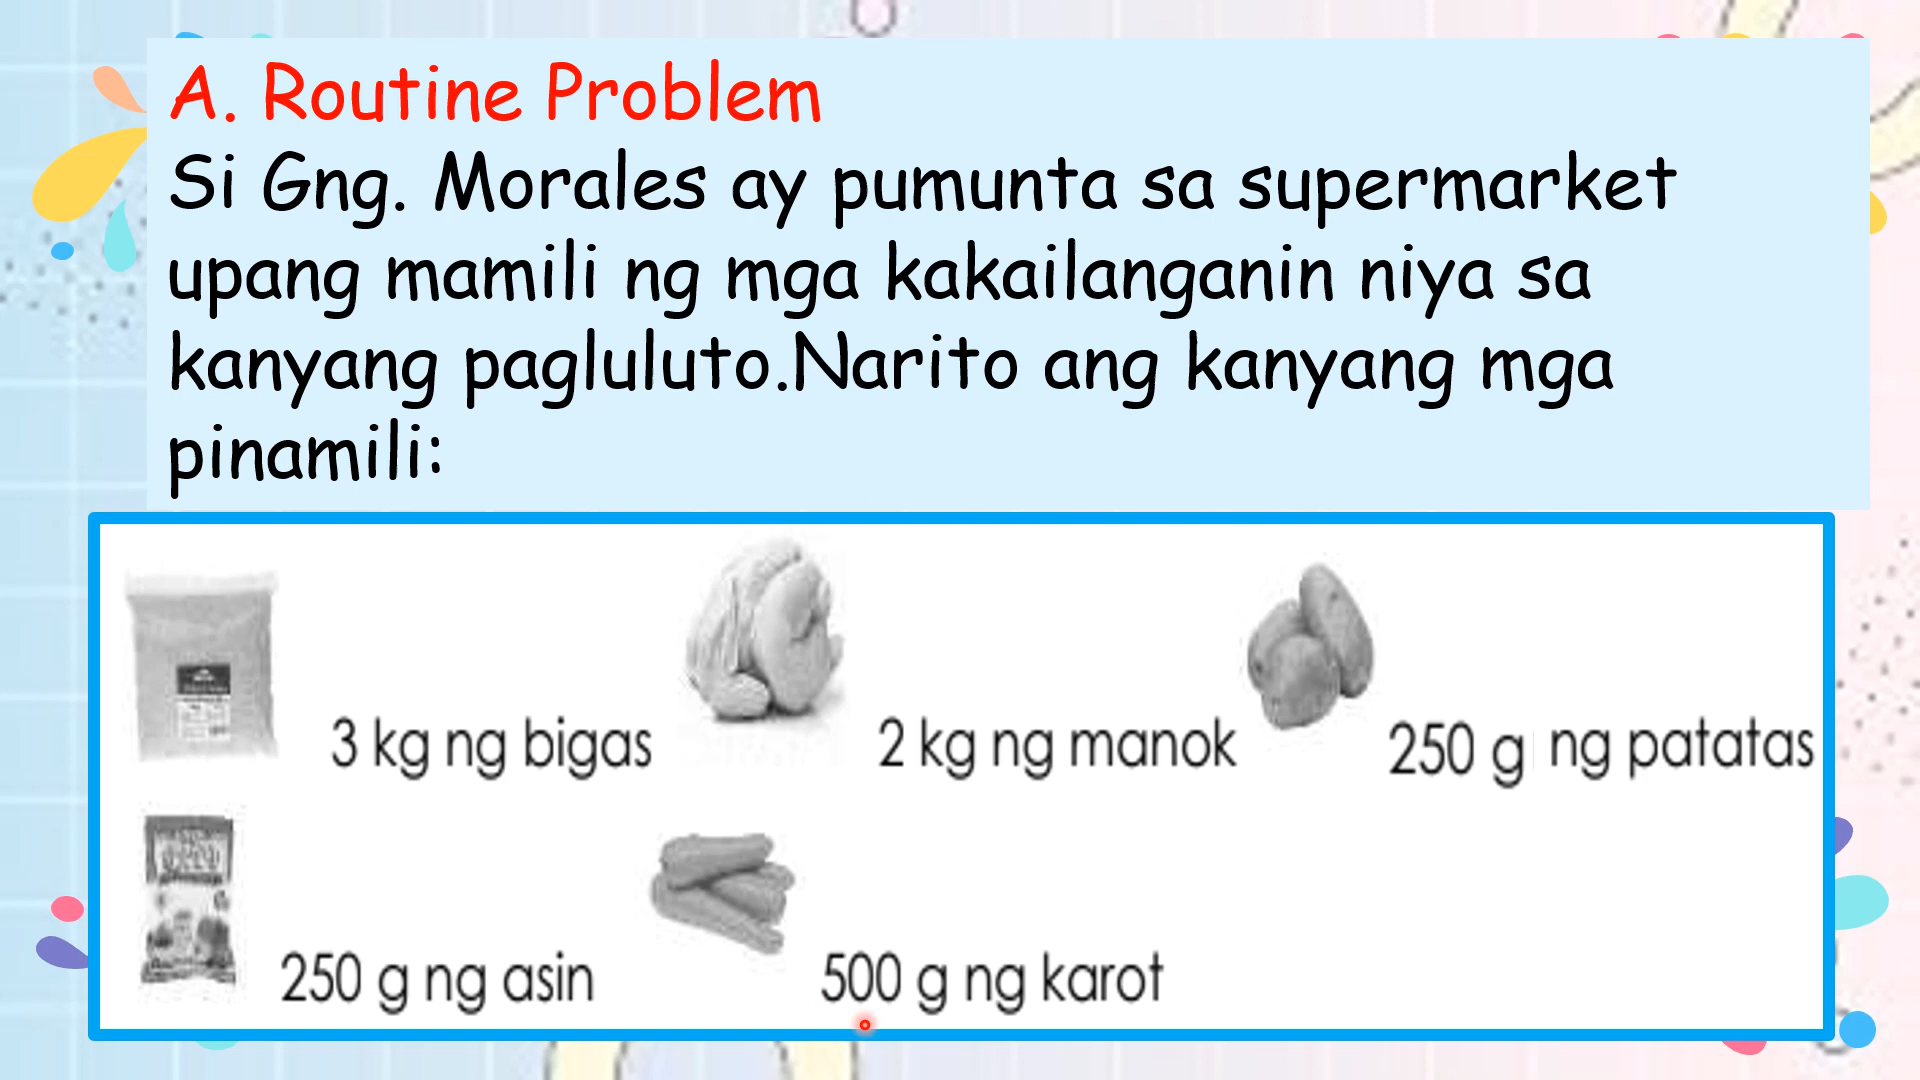 A. Routine Problem
Si Gng. Morales ay pumunta sa supermarket
upang mamili ng mga kakailanganin niya sa
kanyang pagluluto.Narito ang kanyang mga
pinamili:
3 kg ng bigas
2 kg ng manok
250 g ng patatas
250 g ng asin
500 g ng karot